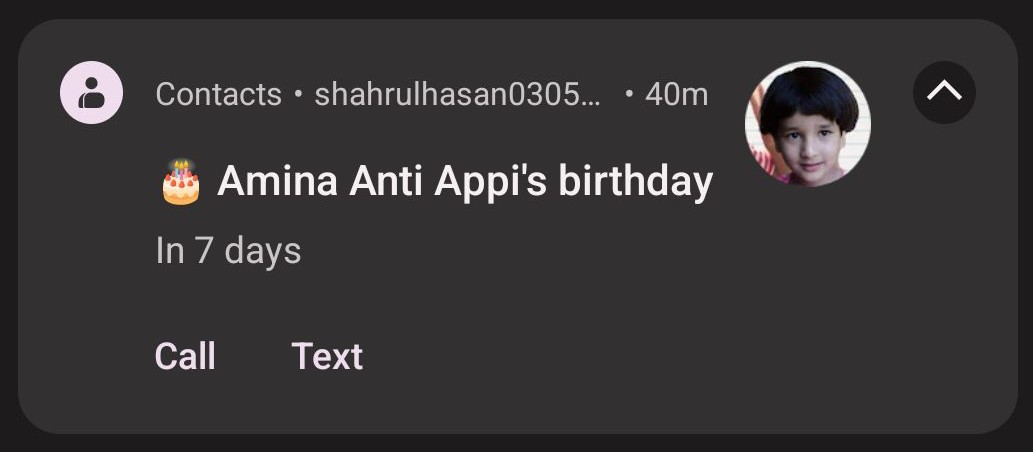 Contacts • shahrulhasan0305... • 40m
🎂 Amina Anti Appi's birthday
In 7 days
Call Text